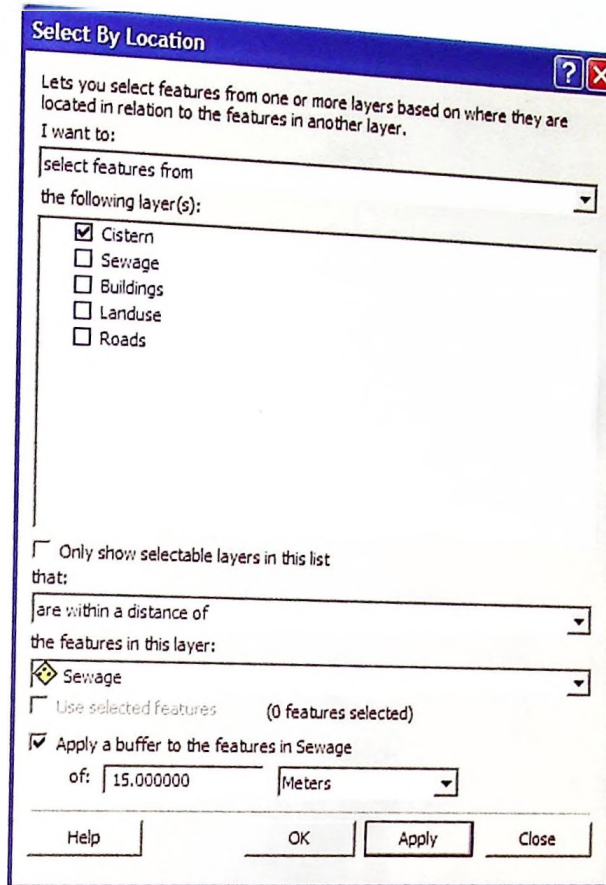 Select By Location
?
X
Lets you select features from one or more layers based on where they are
located in relation to the features in another layer.
I want to:
select features from
the following layer(s):
Cistern
Sewage
Buildings
Landuse
Roads
Only show selectable layers in this list
that:
are within a distance of
the features in this layer:
Sewage
Use selected features (0 features selected)
Apply a buffer to the features in Sewage
of: 15.000000 Meters
Help OK Apply Close